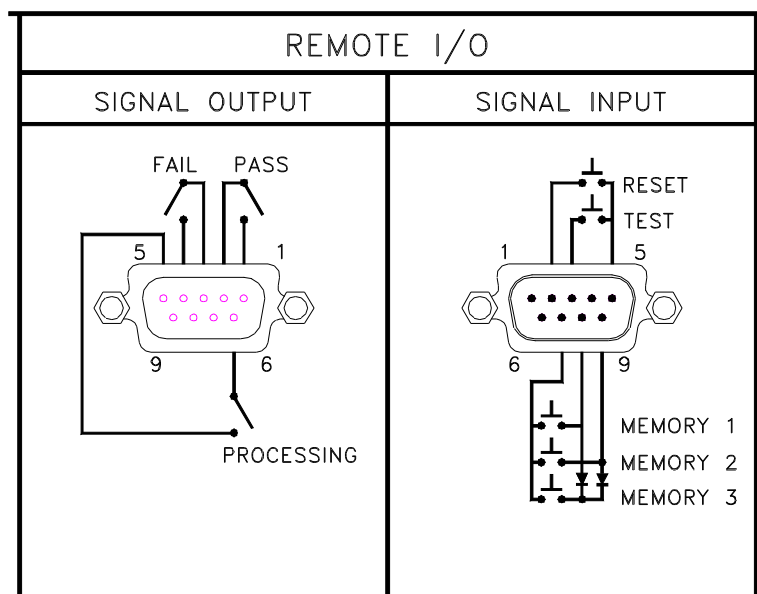 REMOTE I/O
SIGNAL OUTPUT
SIGNAL INPUT
FAIL PASS
5 1
9 6
PROCESSING
RESET
TEST
1 5
6 9
MEMORY 1
MEMORY 2
MEMORY 3